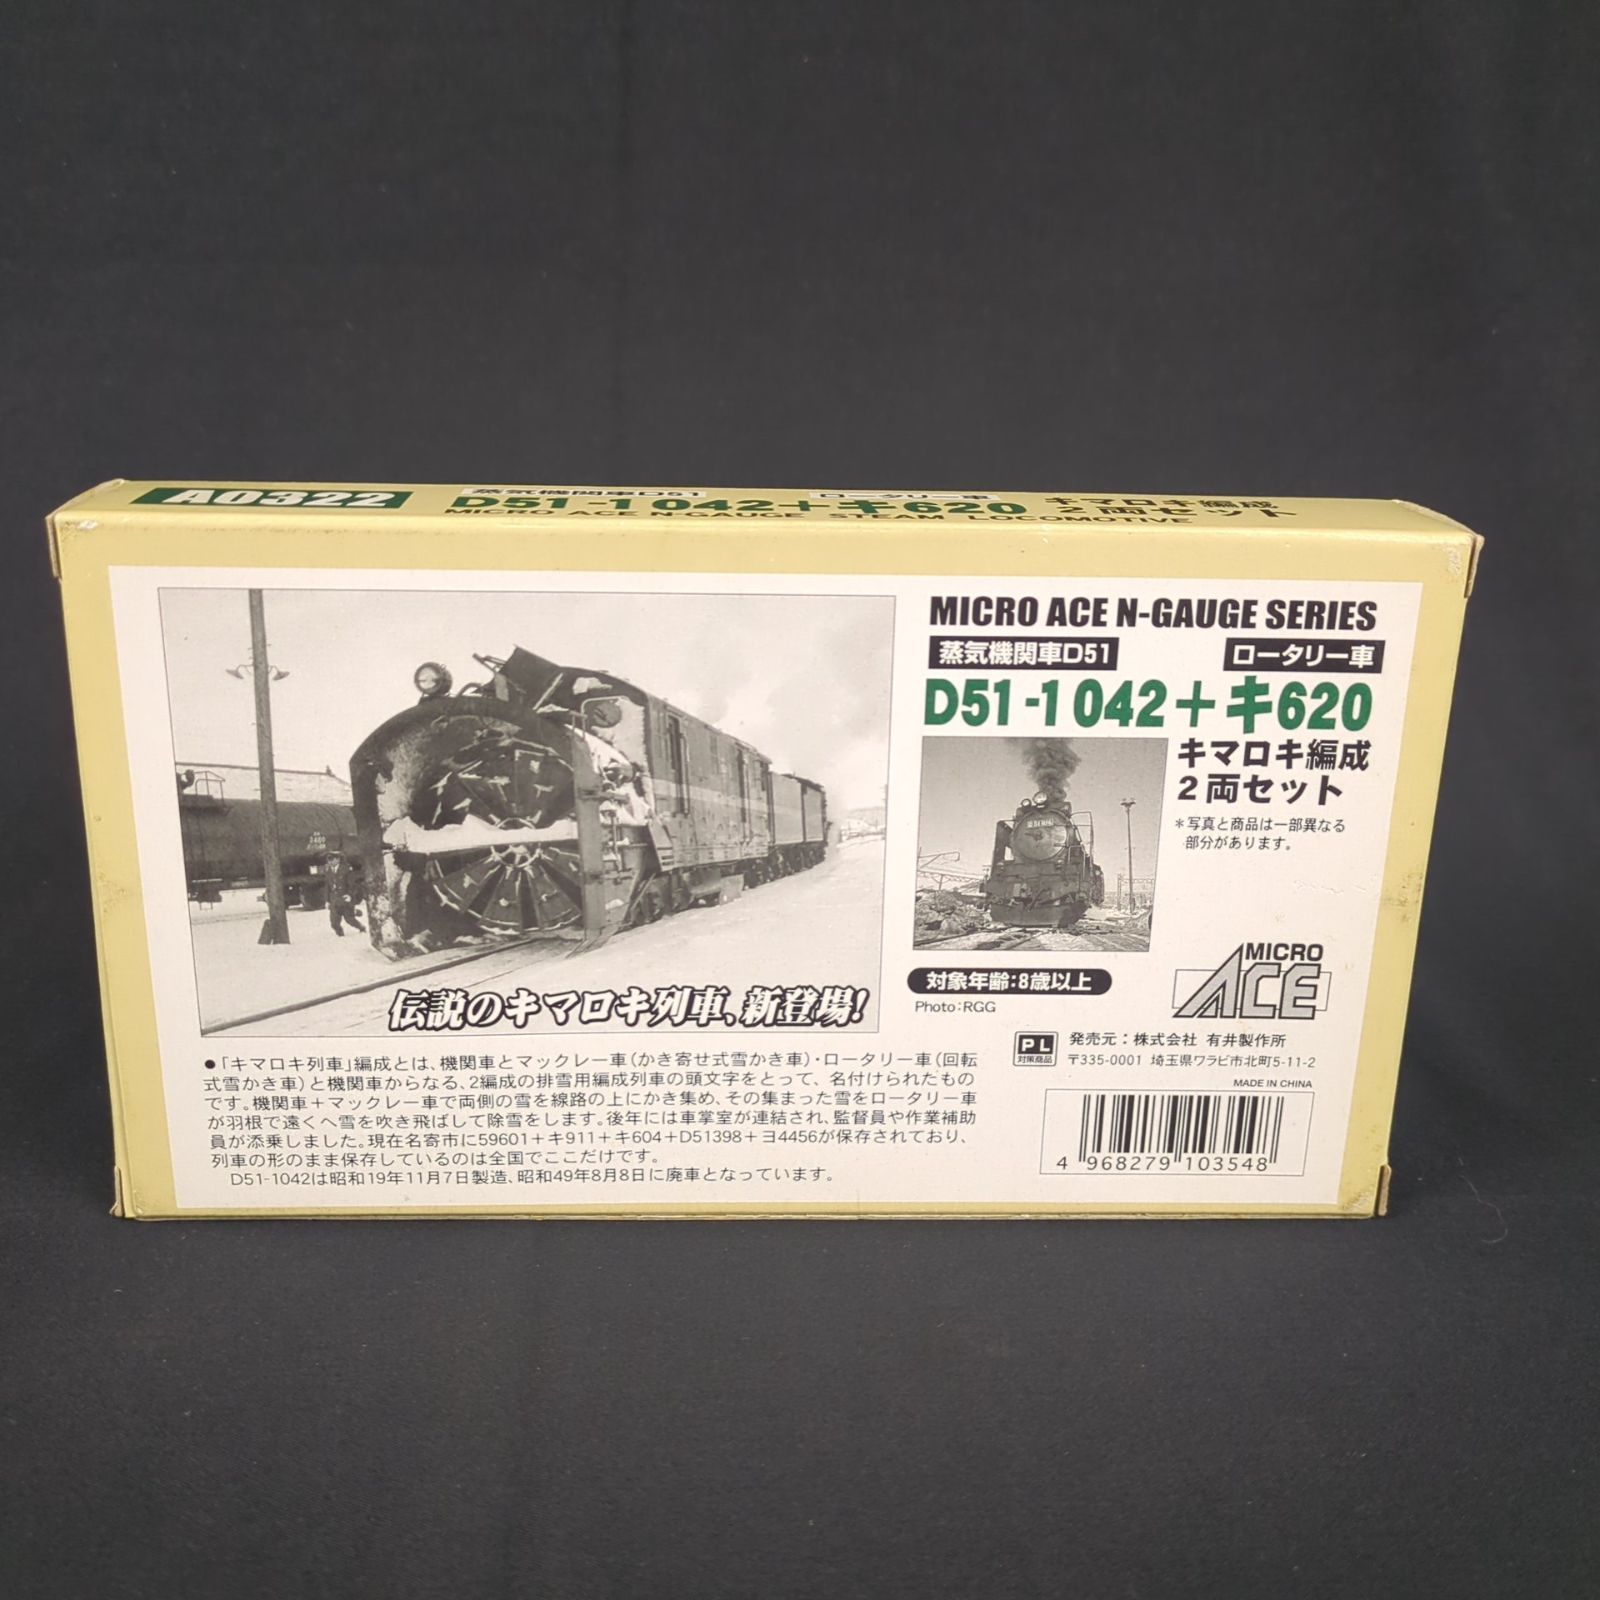 A0322
蒸気機関車D51
ロータリー車
D51-1042+キ620
キマロキ編成
2両セット
MICRO ACE N-GAUGE STEAM LOCOMOTIVE
MICRO ACE N-GAUGE SERIES
蒸気機関車D51
ロータリー車
D51-1042+キ620
キマロキ編成
2両セット
*写真と商品は一部異なる
部分があります。
伝説のキマロキ列車、新登場!
対象年齢:8歳以上
Photo:RGG
MICRO
ACE
PL
対策商品
発売元:株式会社 有井製作所
〒335-0001 埼玉県ワラビ市北町5-11-2
MADE IN CHINA
4 968279 103548
●「キマロキ列車」編成とは、機関車とマックレー車(かき寄せ式雪かき車)・ロータリー車(回転
式雪かき車)と機関車からなる、2編成の排雪用編成列車の頭文字をとって、名付けられたもの
です。機関車+マックレー車で両側の雪を線路の上にかき集め、その集まった雪をロータリー車
が羽根で遠くへ雪を吹き飛ばして除雪をします。後年には車掌室が連結され、監督員や作業補助
員が添乗しました。現在名寄市に59601+キ911+キ604+D51398+ヨ4456が保存されており、
列車の形のまま保存しているのは全国でここだけです。
D51-1042は昭和19年11月7日製造、昭和49年8月8日に廃車となっています。